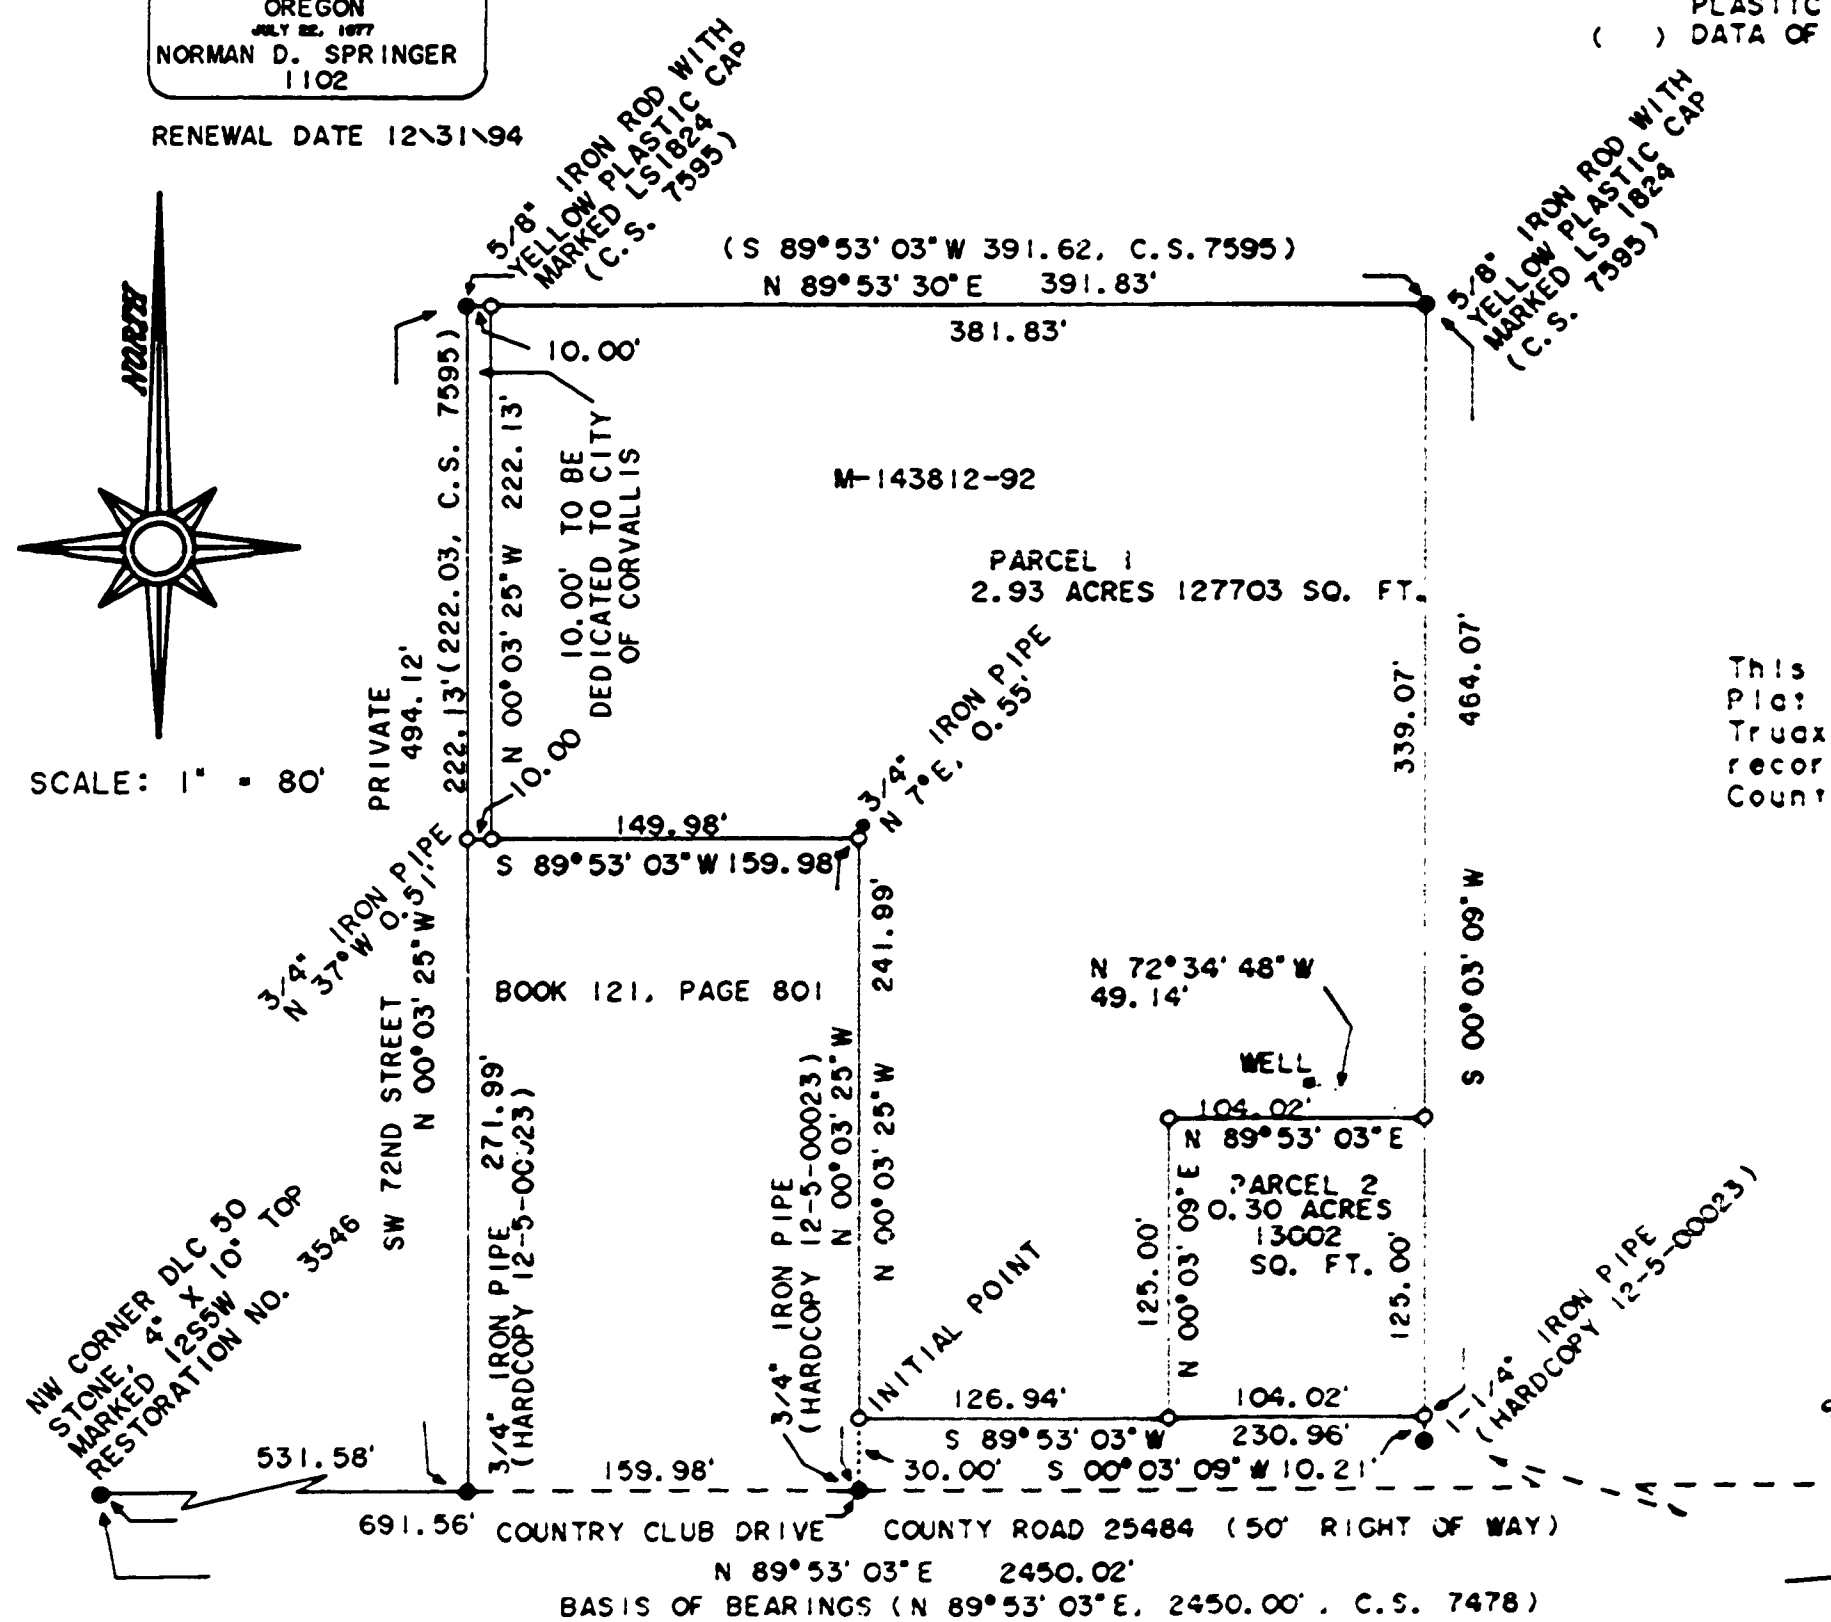 OREGON
JULY 22, 1977
NORMAN D. SPRINGER
1102
RENEWAL DATE 12\31\94
PLASTIC
( ) DATA OF
NORTH
SCALE: 1" = 80'
5/8" IRON ROD WITH
YELLOW PLASTIC CAP
MARKED LS1824
(C.S. 7595)
(S 89°53'03"W 391.62, C.S.7595)
N 89°53'30"E 391.83'
381.83'
5/8" IRON ROD WITH
YELLOW PLASTIC CAP
MARKED LS 1824
(C.S. 7595)
10.00'
PRIVATE
494.12'
222.13'(222.03, C.S. 7595)
N 00°03'25"W 222.13'
10.00' TO BE
DEDICATED TO CITY
OF CORVALLIS
M-143812-92
PARCEL 1
2.93 ACRES 127703 SQ. FT.
339.07'
464.07'
S 00°03'09"W
This
Plat
Truax
recor
Count
10.00
3/4" IRON PIPE
N 7°E, 0.55'
149.98'
S 89°53'03"W 159.98'
3/4" IRON PIPE
N 37°W 0.51'
SW 72ND STREET
N 00°03'25"W
BOOK 121, PAGE 801
241.99'
N 00°03'25"W
N 00°03'25"W
271.99'
3/4" IRON PIPE
(HARDCOPY 12-5-00023)
3/4" IRON PIPE
(HARDCOPY 12-5-00023)
N 72°34'48"W
49.14'
WELL
104.02'
N 89°53'03"E
PARCEL 2
0.30 ACRES
13002
SQ. FT.
125.00'
N 00°03'09"E
125.00'
INITIAL POINT
126.94'
104.02'
S 89°53'03"W 230.96'
30.00' S 00°03'09"W 10.21'
1-1/4" IRON PIPE
(HARDCOPY 12-5-00023)
NW CORNER DLC 50
STONE, 4" X 10" TOP
MARKED 12S5W
RESTORATION NO. 3546
531.58'
159.98'
691.56'
COUNTRY CLUB DRIVE COUNTY ROAD 25484 (50' RIGHT OF WAY)
N 89°53'03"E 2450.02'
BASIS OF BEARINGS (N 89°53'03"E, 2450.00', C.S. 7478)